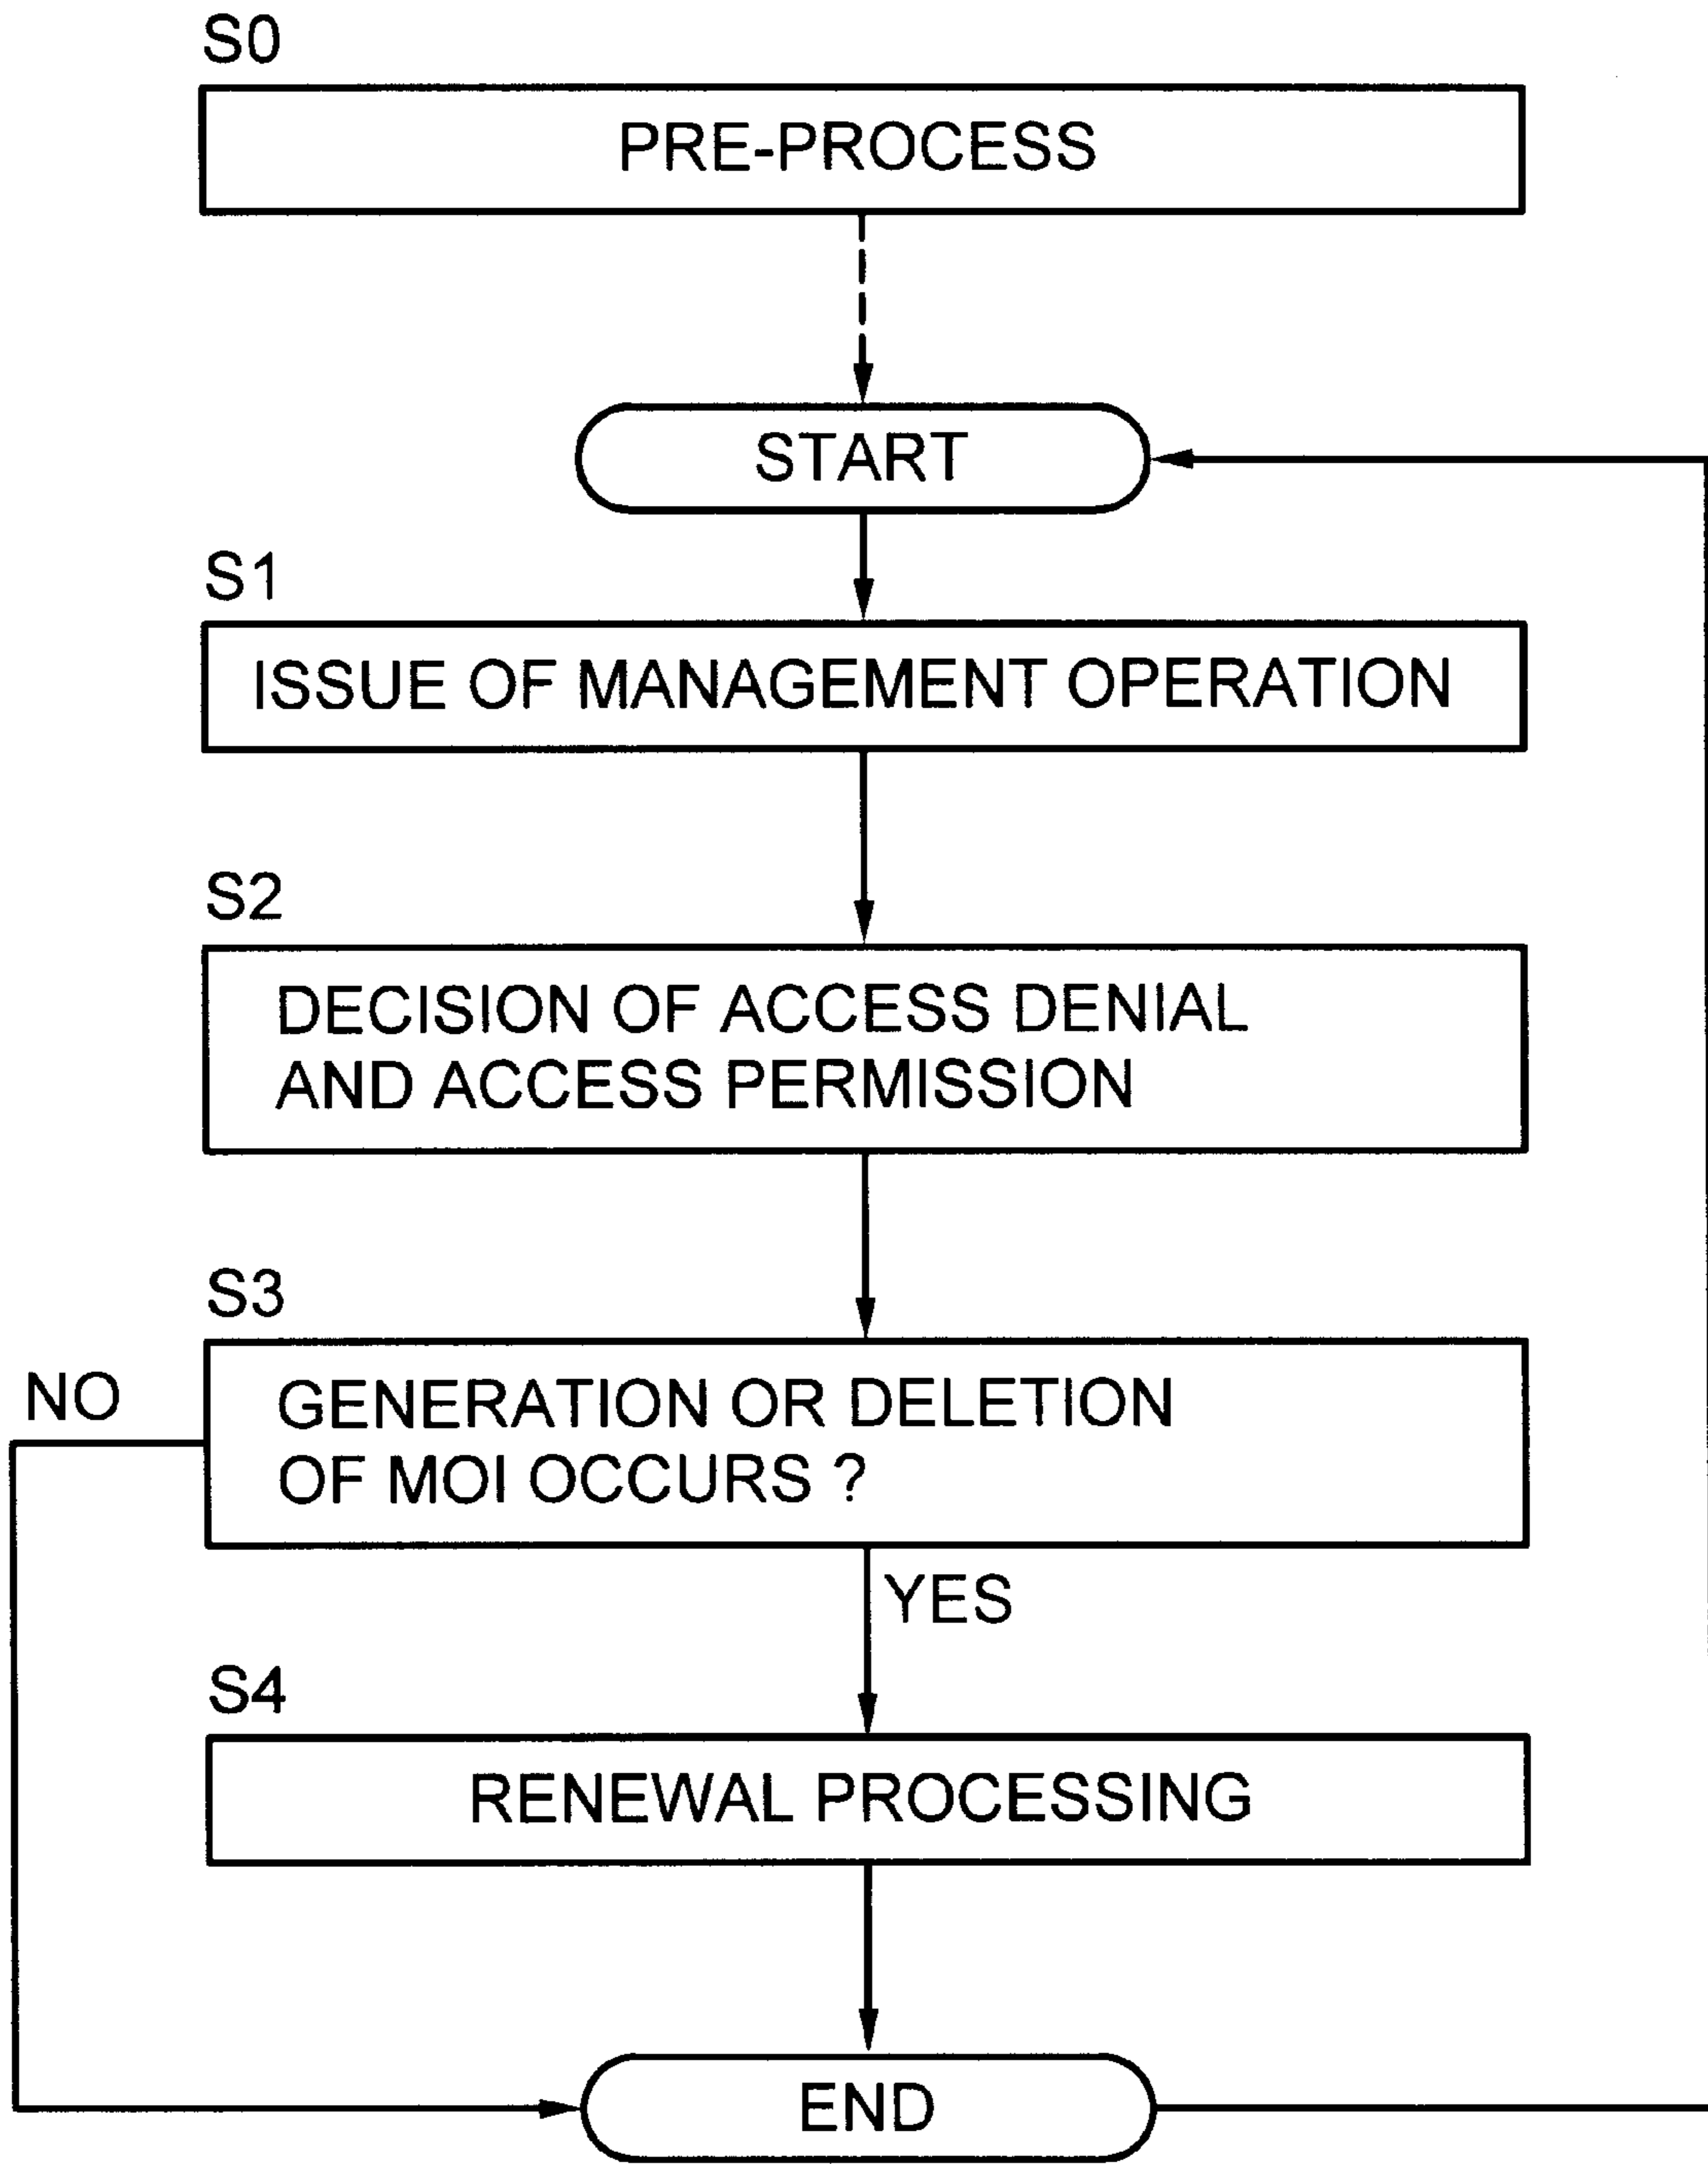 S0
PRE-PROCESS
START
S1
ISSUE OF MANAGEMENT OPERATION
S2
DECISION OF ACCESS DENIAL
AND ACCESS PERMISSION
S3
NO
GENERATION OR DELETION
OF MOI OCCURS ?
YES
S4
RENEWAL PROCESSING
END